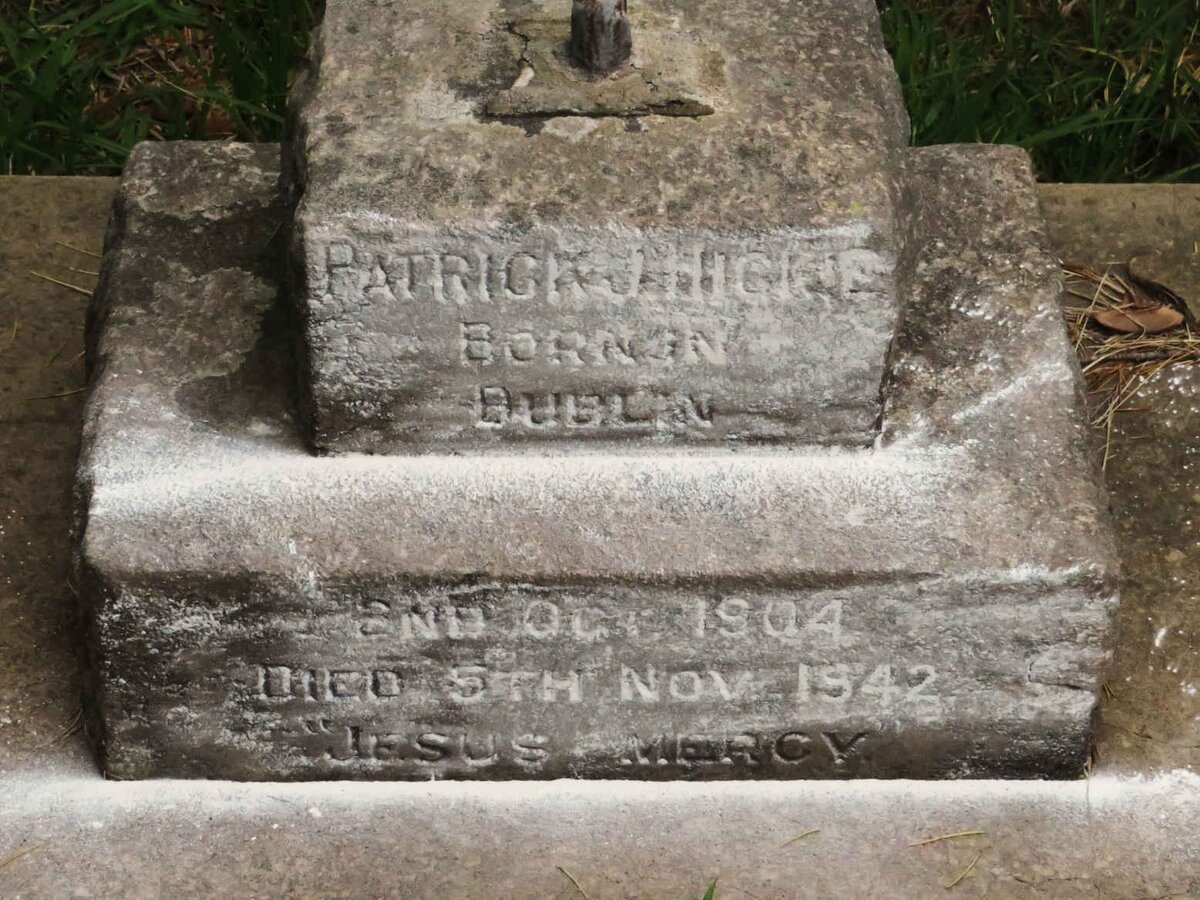 PATRICK J. HICKIE
BORN IN
DUBLIN
2ND OCT 1904
DIED 5TH NOV 1942
"JESUS MERCY.